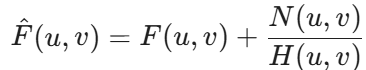 F̂(u, v) = F(u, v) + N(u, v) / H(u, v)